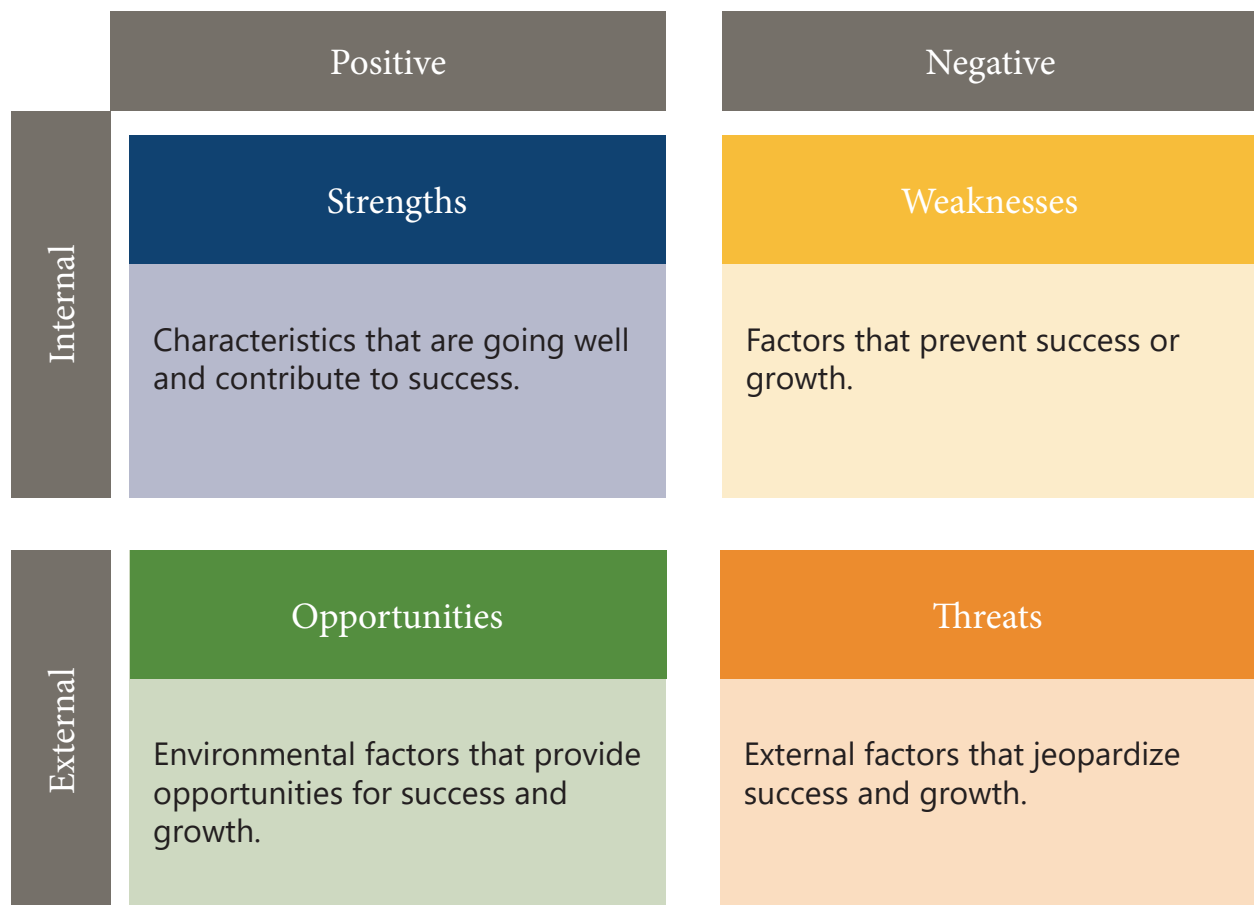 Positive
Negative
Internal
Strengths
Characteristics that are going well
and contribute to success.
Weaknesses
Factors that prevent success or
growth.
External
Opportunities
Environmental factors that provide
opportunities for success and
growth.
Threats
External factors that jeopardize
success and growth.